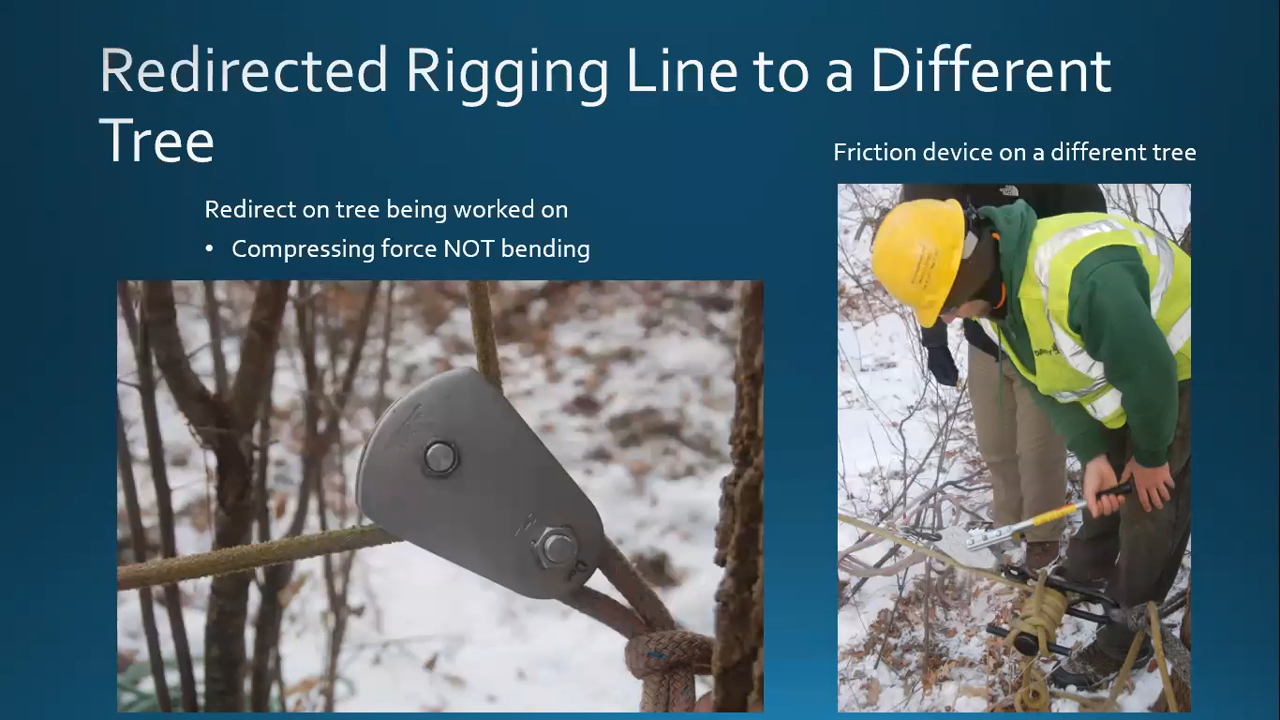 Redirected Rigging Line to a Different
Tree
Friction device on a different tree
Redirect on tree being worked on
• Compressing force NOT bending